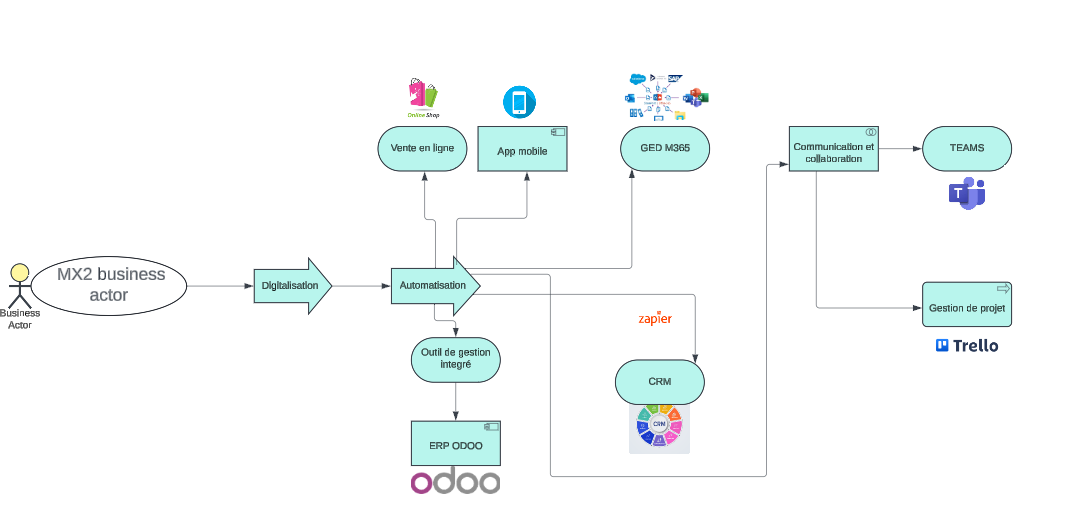 Online Shop
Vente en ligne
App mobile
SAP
GED M365
Communication et
collaboration
TEAMS
T
MX2 business
actor
Business
Actor
Digitalisation
Automatisation
zapier
Gestion de projet
Trello
Outil de gestion
intégré
CRM
CRM
ERP ODOO
odoo